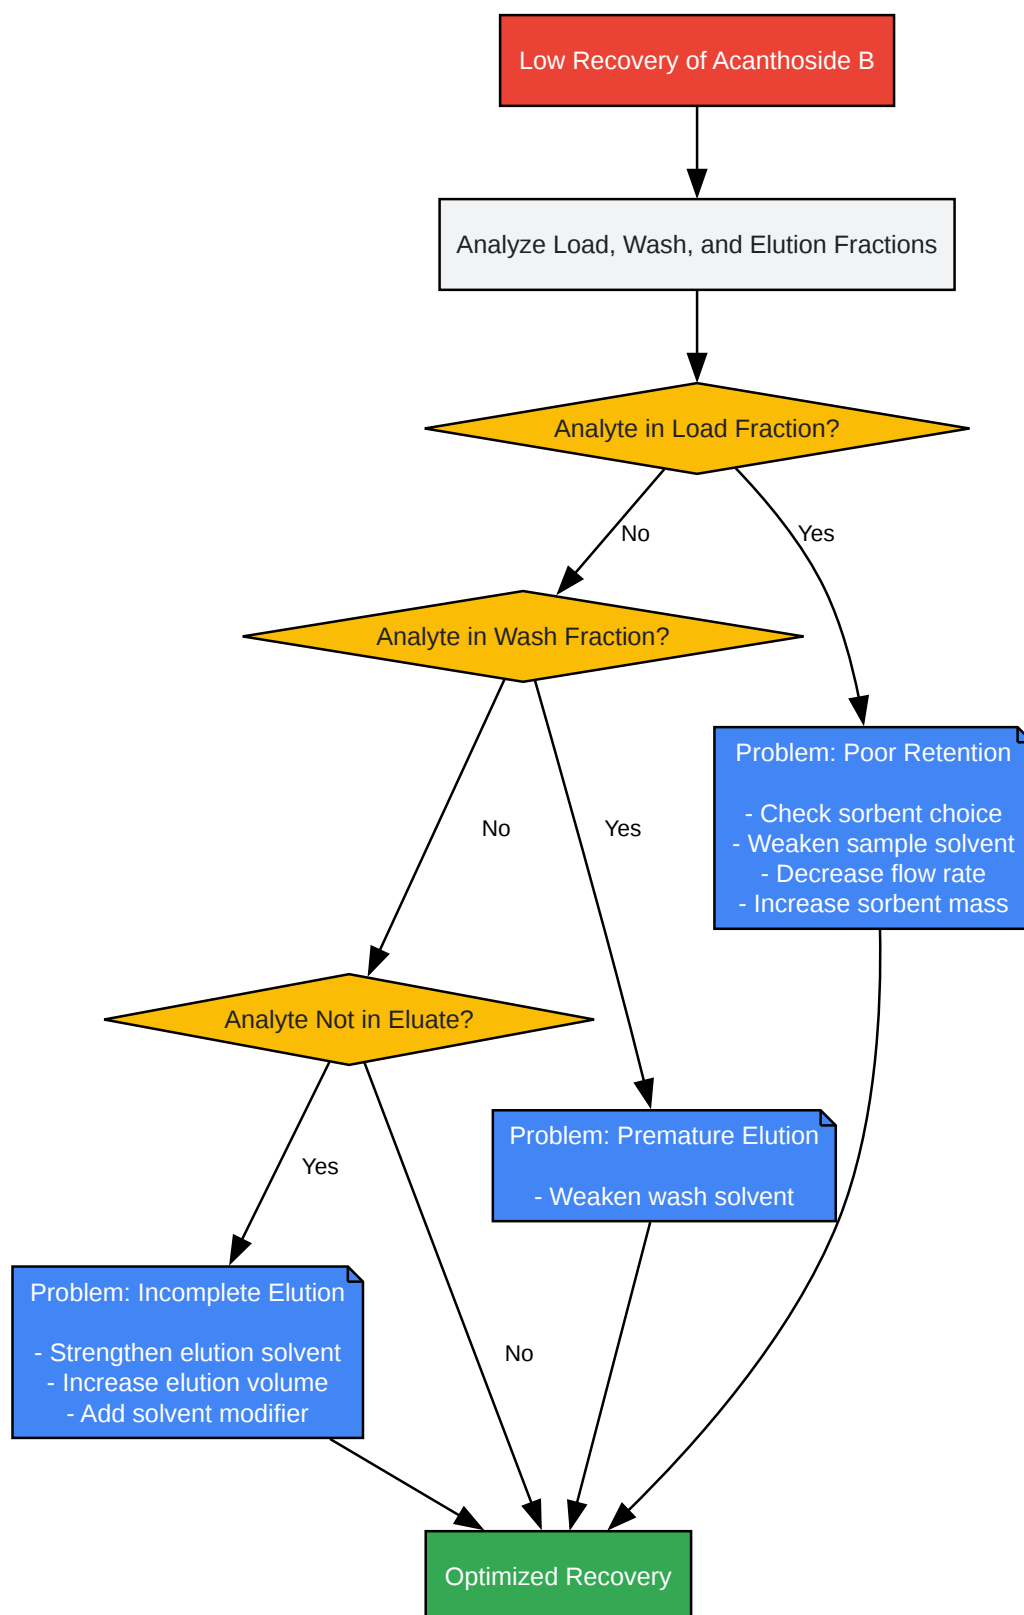 Low Recovery of Acanthoside B
Analyze Load, Wash, and Elution Fractions
Analyte in Load Fraction?
No
Yes
Analyte in Wash Fraction?
Problem: Poor Retention
- Check sorbent choice
- Weaken sample solvent
- Decrease flow rate
- Increase sorbent mass
No
Yes
Analyte Not in Eluate?
Problem: Premature Elution
- Weaken wash solvent
Yes
Problem: Incomplete Elution
- Strengthen elution solvent
- Increase elution volume
- Add solvent modifier
No
Optimized Recovery